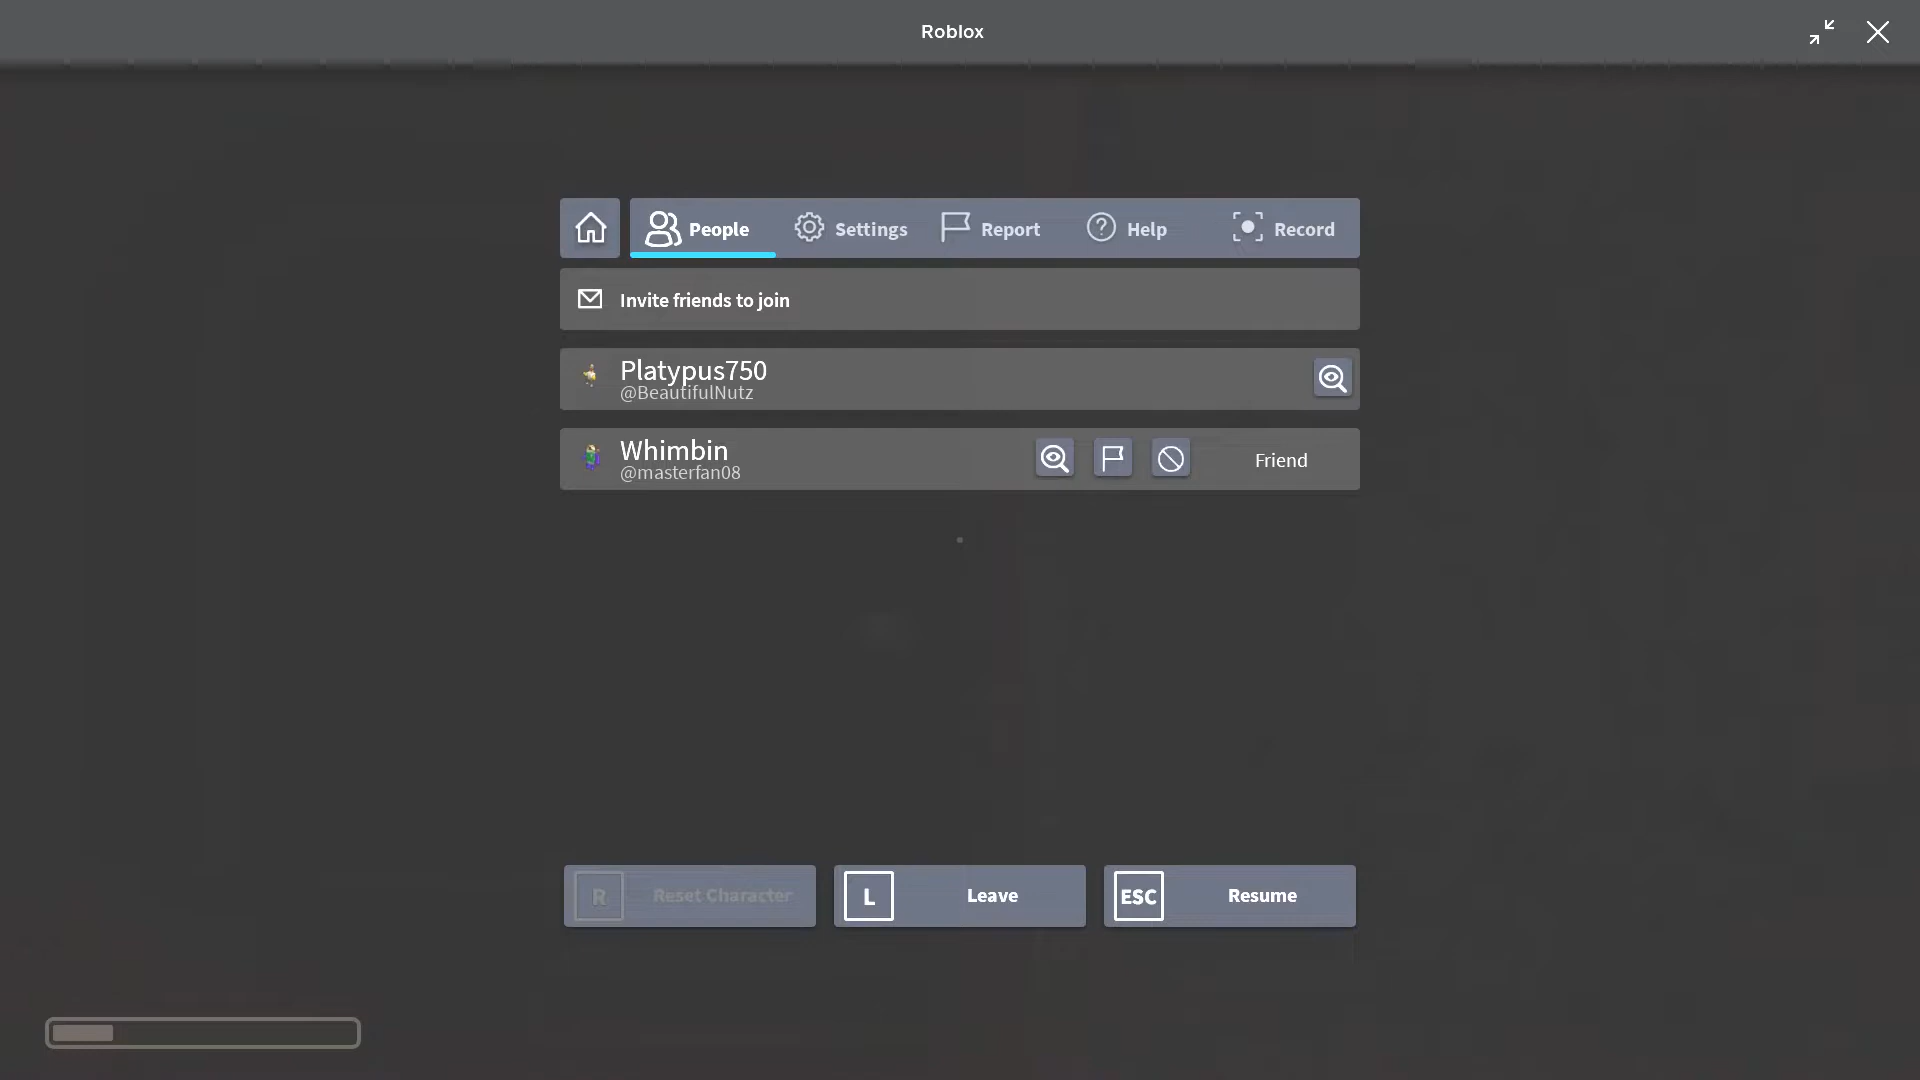 Roblox
People
Settings
Report
Help
Record
Invite friends to join
Platypus750
@BeautifulNutz
Whimbin
@masterfan08
Friend
R Reset Character
L Leave
ESC Resume